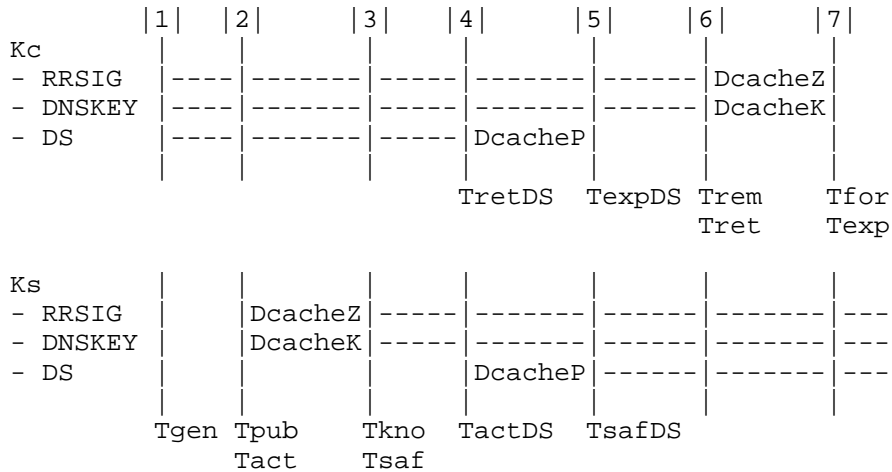 |1|   |2|     |3|   |4|     |5|    |6|     |7|
Kc         |    |       |     |       |      |       |
- RRSIG    |----|-------|-----|-------|------|DcacheZ|
- DNSKEY   |----|-------|-----|-------|------|DcacheK|
- DS       |----|-------|-----|DcacheP|      |       |
           |    |       |     |       |      |       |
                              TretDS  TexpDS Trem    Tfor
                                             Tret    Texp
Ks         |    |       |     |       |      |       |
- RRSIG    |    |DcacheZ|-----|-------|------|-------|---
- DNSKEY   |    |DcacheK|-----|-------|------|-------|---
- DS       |    |       |     |DcacheP|------|-------|---
           |    |       |     |       |      |       |
          Tgen Tpub    Tkno  TactDS  TsafDS
               Tact    Tsaf